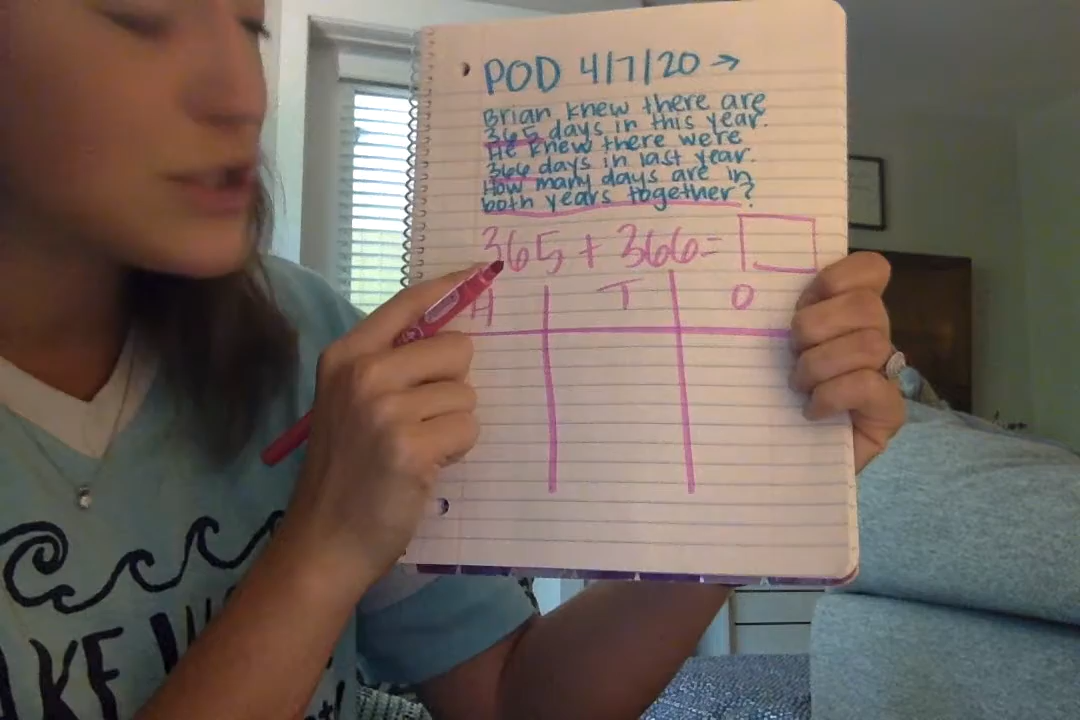 POD 4/7/20 →
Brian knew there are
365 days in this year.
He knew there were
366 days in last year.
How many days are in
both years together?
365 + 366 =
H T O
AKE W